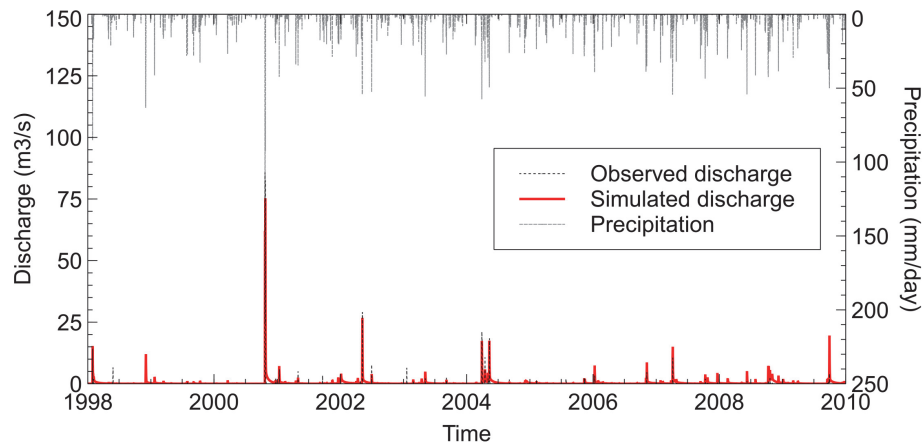 Discharge (m3/s)
150
125
100
75
50
25
0
Observed discharge
Simulated discharge
Precipitation
0
50
100
150
200
250
Precipitation (mm/day)
1998 2000 2002 2004 2006 2008 2010
Time